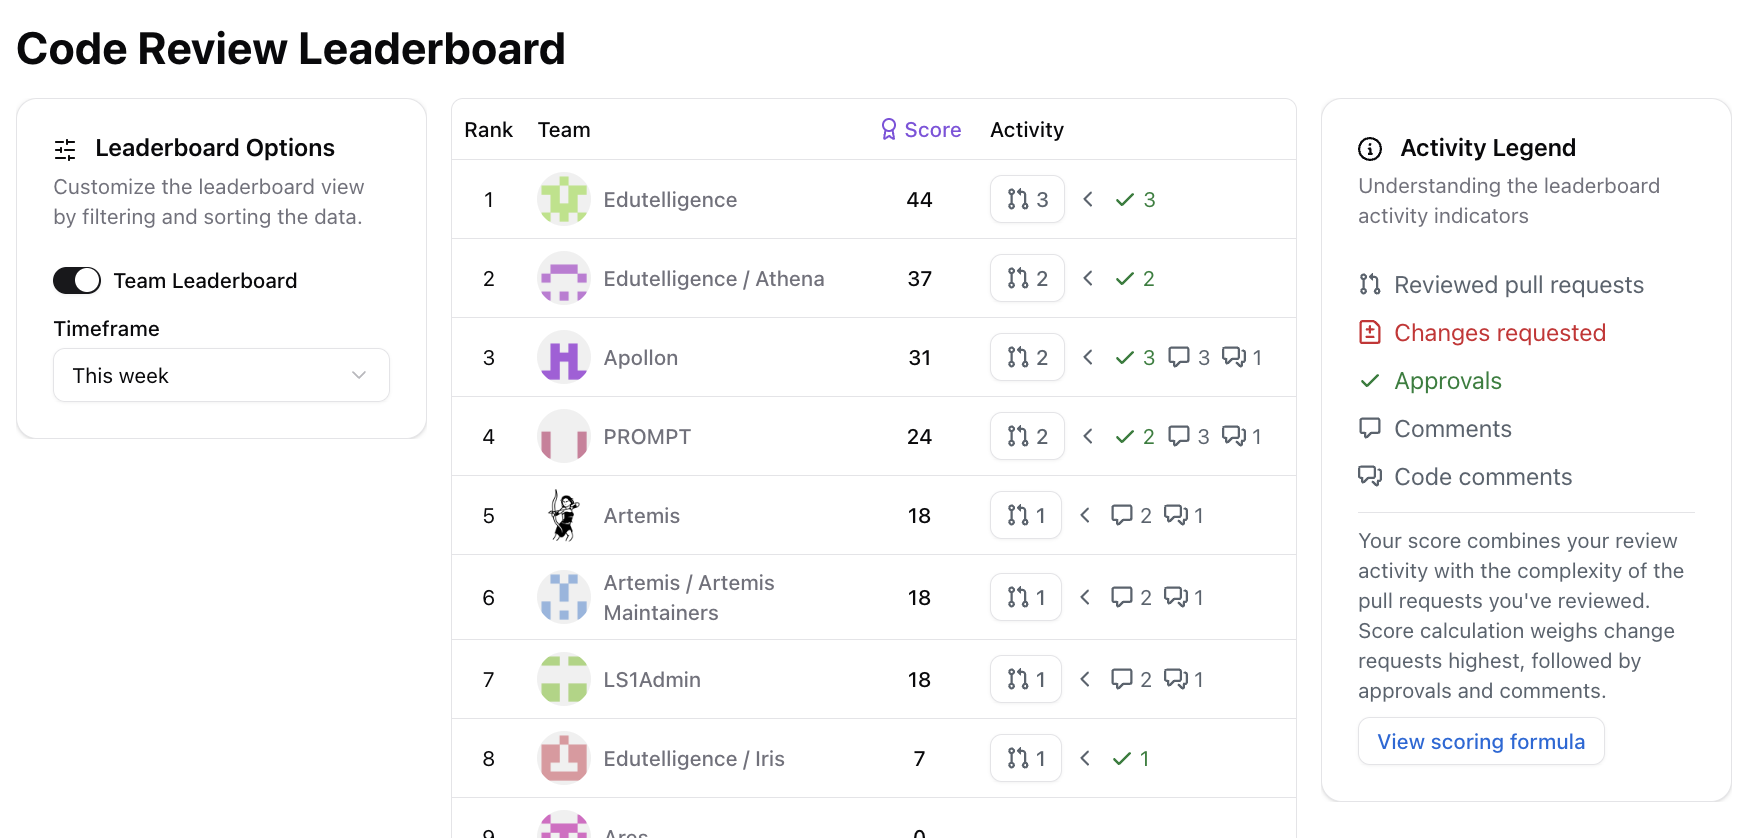 Code Review Leaderboard
Leaderboard Options
Customize the leaderboard view
by filtering and sorting the data.
Team Leaderboard
Timeframe
This week
Rank Team Score Activity
1 Edutelligence 44 3 3
2 Edutelligence / Athena 37 2 2
3 Apollon 31 2 3 3 1
4 PROMPT 24 2 2 3 1
5 Artemis 18 1 2 1
6 Artemis / Artemis
Maintainers 18 1 2 1
7 LS1Admin 18 1 2 1
8 Edutelligence / Iris 7 1 1
9 Ares 0
Activity Legend
Understanding the leaderboard
activity indicators
Reviewed pull requests
Changes requested
Approvals
Comments
Code comments
Your score combines your review
activity with the complexity of the
pull requests you've reviewed.
Score calculation weighs change
requests highest, followed by
approvals and comments.
View scoring formula